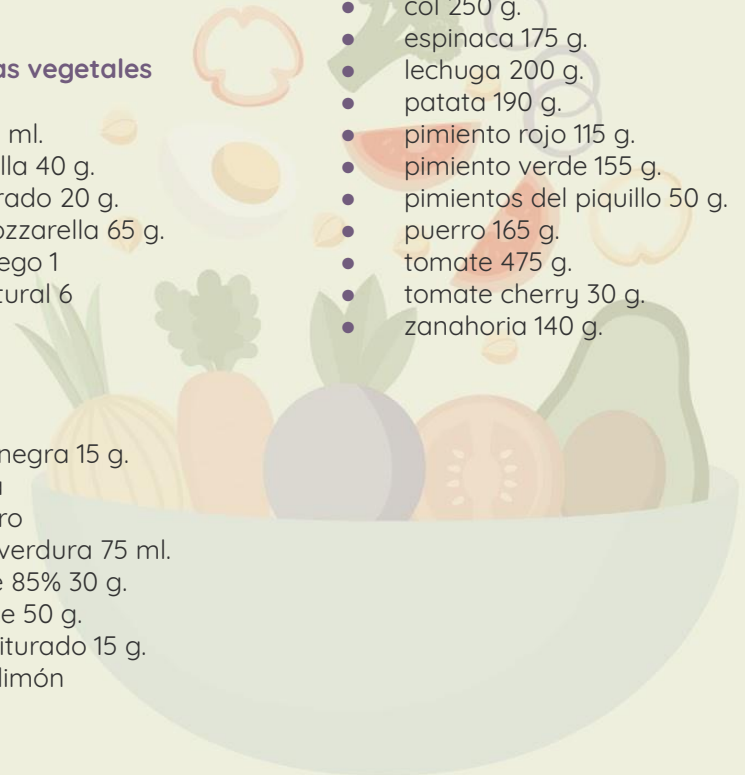 as vegetales
ml.
lla 40 g.
rado 20 g.
ozzarella 65 g.
ego 1
tural 6
negra 15 g.
ro
verdura 75 ml.
e 85% 30 g.
e 50 g.
iturado 15 g.
limón
● col 250 g.
● espinaca 175 g.
● lechuga 200 g.
● patata 190 g.
● pimiento rojo 115 g.
● pimiento verde 155 g.
● pimientos del piquillo 50 g.
● puerro 165 g.
● tomate 475 g.
● tomate cherry 30 g.
● zanahoria 140 g.